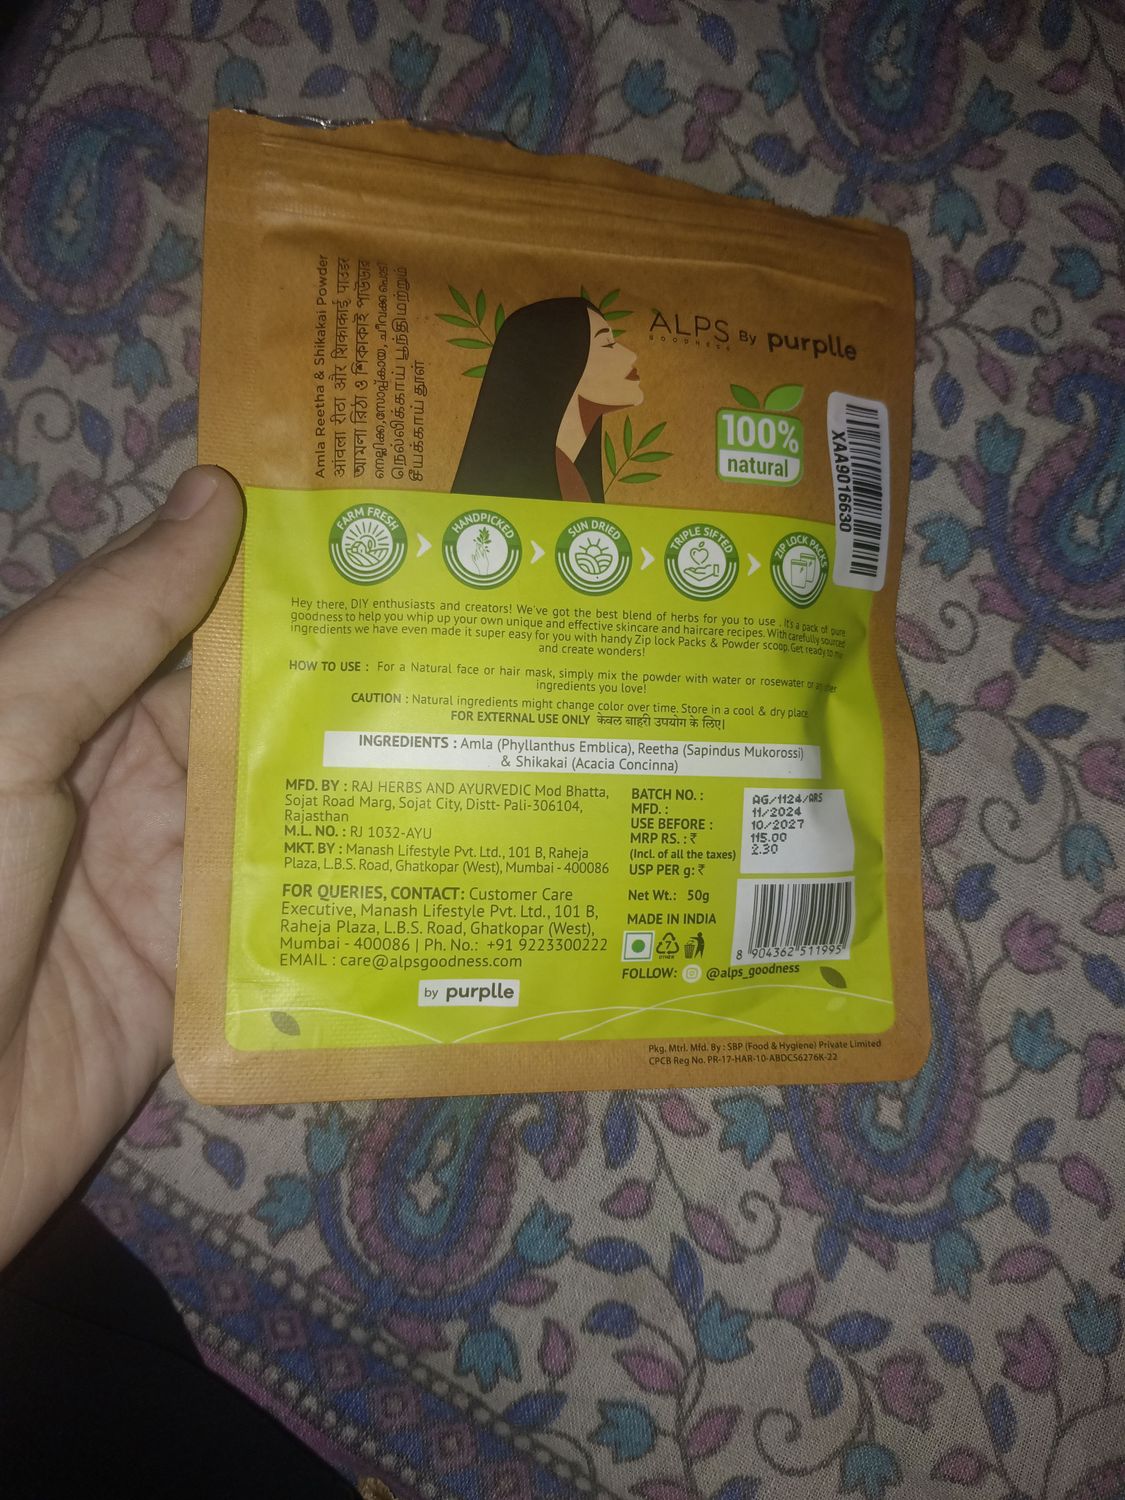 Amla Reetha & Shikakai Powder
आंवला रीठा और शिकाकाई पाउडर
আমলা রিঠা ও শিকাকাই পাউডার
நெல்லிக்காய் பூந்தி மற்றும்
சீயக்காய் தூள்
ALPS By purplle
GOODNESS
100%
natural
XAA9016630
FARM FRESH
HANDPICKED
SUN DRIED
TRIPLE SIFTED
ZIP LOCK PACKS
Hey there, DIY enthusiasts and creators! We've got the best blend of herbs for you to use . It's a pack of pure
goodness to help you whip up your own unique and effective skincare and haircare recipes. With carefully sourced
ingredients we have even made it super easy for you with handy Zip lock Packs & Powder scoop. Get ready to mix
and create wonders!
HOW TO USE : For a Natural face or hair mask, simply mix the powder with water or rosewater or any other
ingredients you love!
CAUTION : Natural ingredients might change color over time. Store in a cool & dry place
FOR EXTERNAL USE ONLY केवल बाहरी उपयोग के लिए।
INGREDIENTS : Amla (Phyllanthus Emblica), Reetha (Sapindus Mukorossi)
& Shikakai (Acacia Concinna)
MFD. BY : RAJ HERBS AND AYURVEDIC Mod Bhatta,
Sojat Road Marg, Sojat City, Distt- Pali-306104,
Rajasthan
M.L. NO. : RJ 1032-AYU
MKT. BY : Manash Lifestyle Pvt. Ltd., 101 B, Raheja
Plaza, L.B.S. Road, Ghatkopar (West), Mumbai - 400086
FOR QUERIES, CONTACT: Customer Care
Executive, Manash Lifestyle Pvt. Ltd., 101 B,
Raheja Plaza, L.B.S. Road, Ghatkopar (West),
Mumbai - 400086 | Ph. No.: +91 9223300222
EMAIL : care@alpsgoodness.com
by purplle
BATCH NO. : AG/1124/ARS
MFD. : 11/2024
USE BEFORE : 10/2027
MRP RS. : ₹ 115.00
(Incl. of all the taxes) 2.30
USP PER g: ₹
Net Wt.: 50g
MADE IN INDIA
7
OTHER
8 904362 511995
FOLLOW: @alps_goodness
Pkg. Mtrl. Mfd. By : SBP (Food & Hygiene) Private Limited
CPCB Reg No. PR-17-HAR-10-ABDCS6276K-22